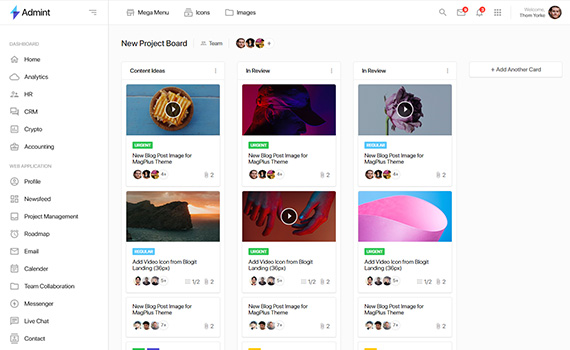 Admint
Mega Menu
Icons
Images
8
3
Welcome,
Thom Yorke
DASHBOARD
Home
Analytics
HR
CRM
Crypto
Accounting
WEB APPLICATION
Profile
Newsfeed
Project Management
Roadmap
Email
Calender
Team Collaboration
Messenger
Live Chat
Contact
New Project Board
Team
+
Content Ideas
URGENT
New Blog Post Image for
MagPlus Theme
4+
2
REGULAR
Add Video Icon from Blogit
Landing (36px)
5+
1/2
2
New Blog Post Image for
MagPlus Theme
7+
2
In Review
URGENT
New Blog Post Image for
MagPlus Theme
4+
2
URGENT
Add Video Icon from Blogit
Landing (36px)
5+
1/2
2
New Blog Post Image for
MagPlus Theme
7+
2
In Review
REGULAR
New Blog Post Image for
MagPlus Theme
4+
2
URGENT
Add Video Icon from Blogit
Landing (36px)
5+
1/2
2
New Blog Post Image for
MagPlus Theme
7+
2
+ Add Another Card